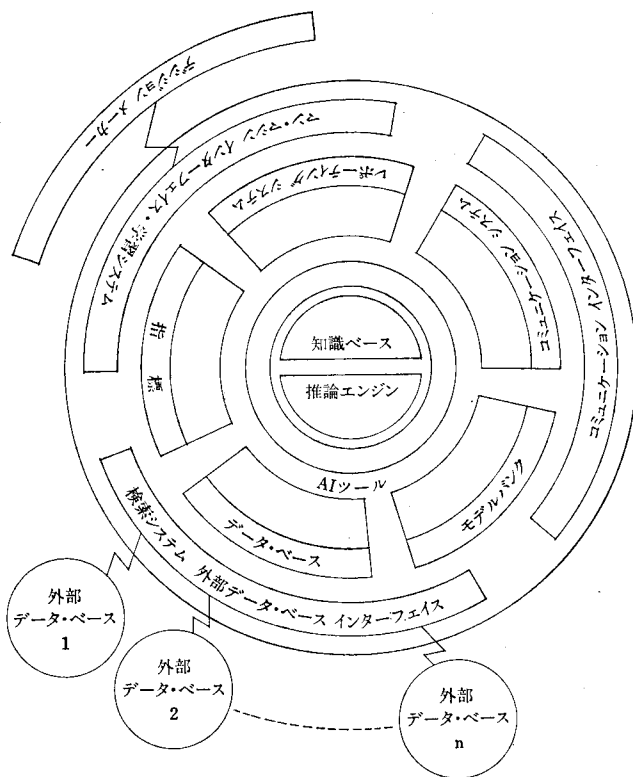 デシジョン メーカー
マン・マシン インターフェイス・学習システム
レポーティング システム
コミュニケーション システム
コミュニケーション インターフェイス
指標
知識ベース
推論エンジン
AIツール
モデルバンク
データ・ベース
検索システム 外部データ・ベース インターフェイス
外部
データ・ベース
1
外部
データ・ベース
2
外部
データ・ベース
n